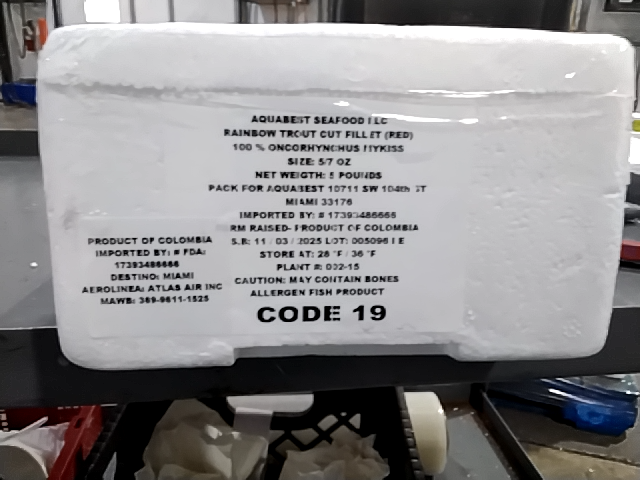 AQUABEST SEAFOOD LLC
RAINBOW TROUT CUT FILLET (RED)
100 % ONCORHYNCHUS MYKISS
SIZE: 5/7 OZ
NET WEIGTH: 5 POUNDS
PACK FOR AQUABEST 10711 SW 104th ST
MIAMI 33176
IMPORTED BY: # 17393486666
RM RAISED- PRODUCT OF COLOMBIA
S.B: 11 / 03 / 2025 LOT: 005096 I E
STORE AT: 28 °F / 36 °F
PLANT #: 002-15
CAUTION: MAY CONTAIN BONES
ALLERGEN FISH PRODUCT
CODE 19
PRODUCT OF COLOMBIA
IMPORTED BY: # FDA:
17393486666
DESTINO: MIAMI
AEROLINEA: ATLAS AIR INC
MAWB: 369-9611-1525